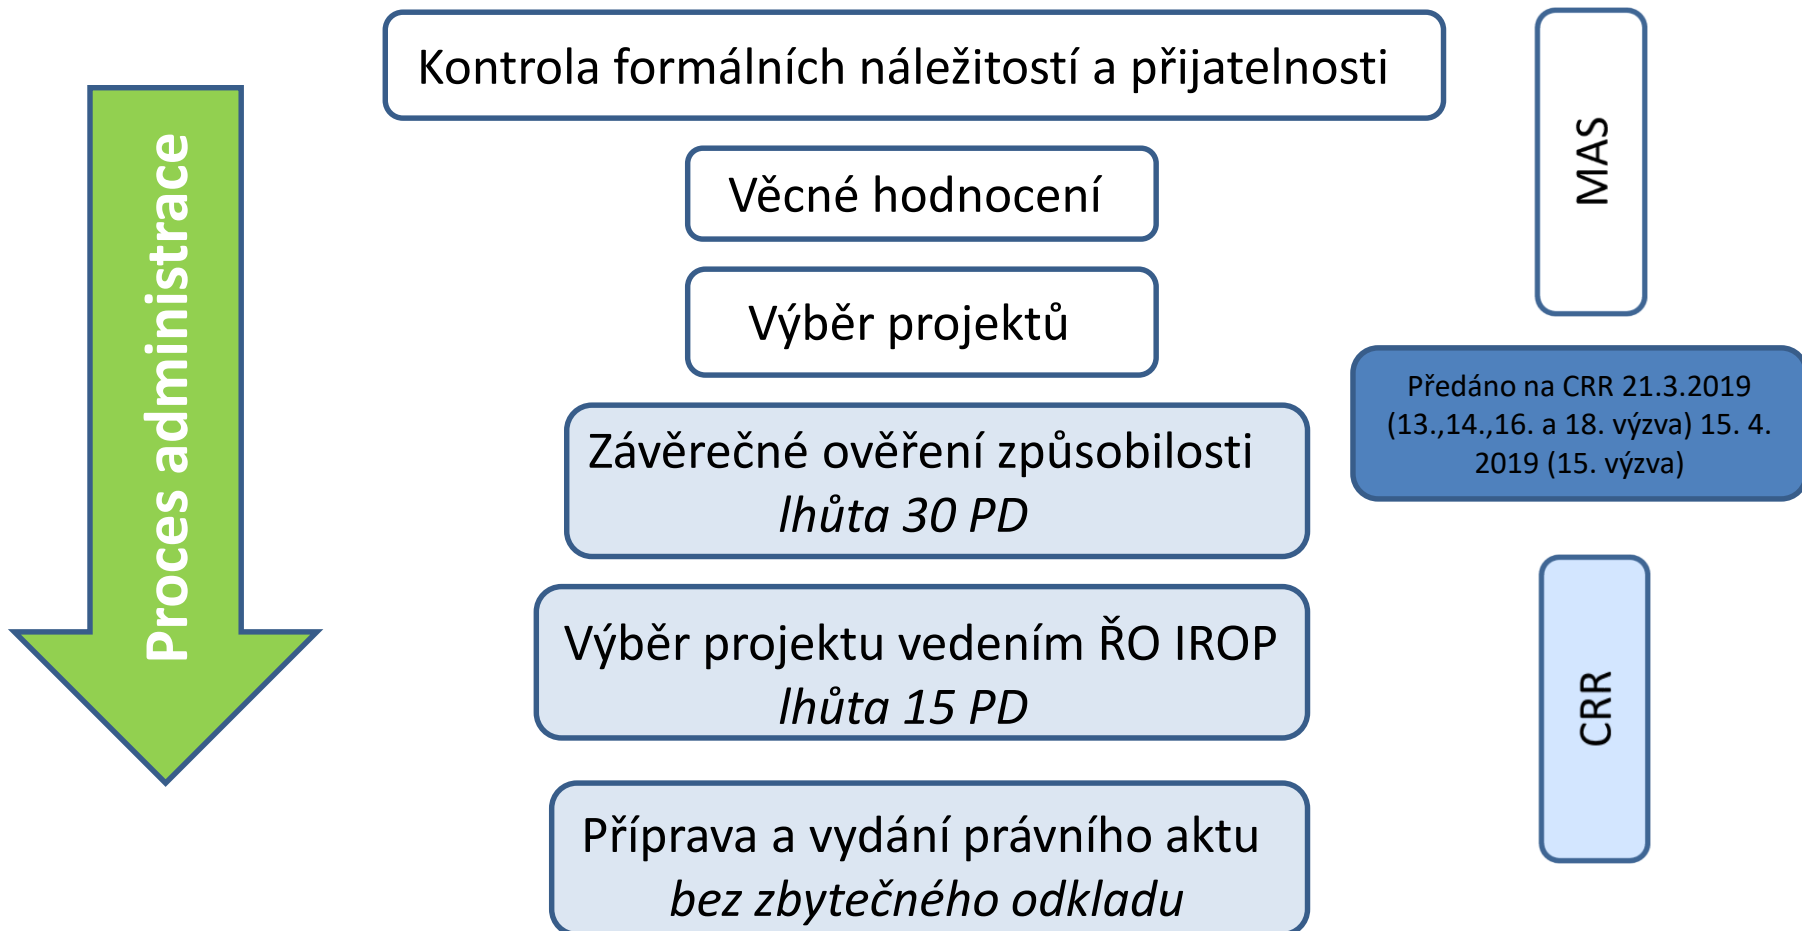 Proces administrace
Kontrola formálních náležitostí a přijatelnosti
Věcné hodnocení
Výběr projektů
Závěrečné ověření způsobilosti
lhůta 30 PD
Výběr projektu vedením ŘO IROP
lhůta 15 PD
Příprava a vydání právního aktu
bez zbytečného odkladu
MAS
Předáno na CRR 21.3.2019
(13.,14.,16. a 18. výzva) 15. 4.
2019 (15. výzva)
CRR